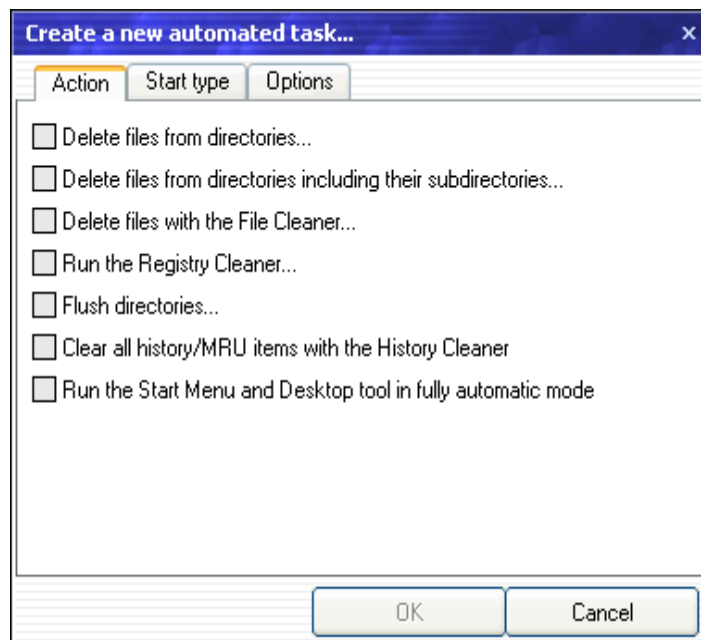 Create a new automated task...
Action
Start type
Options
Delete files from directories...
Delete files from directories including their subdirectories...
Delete files with the File Cleaner...
Run the Registry Cleaner...
Flush directories...
Clear all history/MRU items with the History Cleaner
Run the Start Menu and Desktop tool in fully automatic mode
OK
Cancel